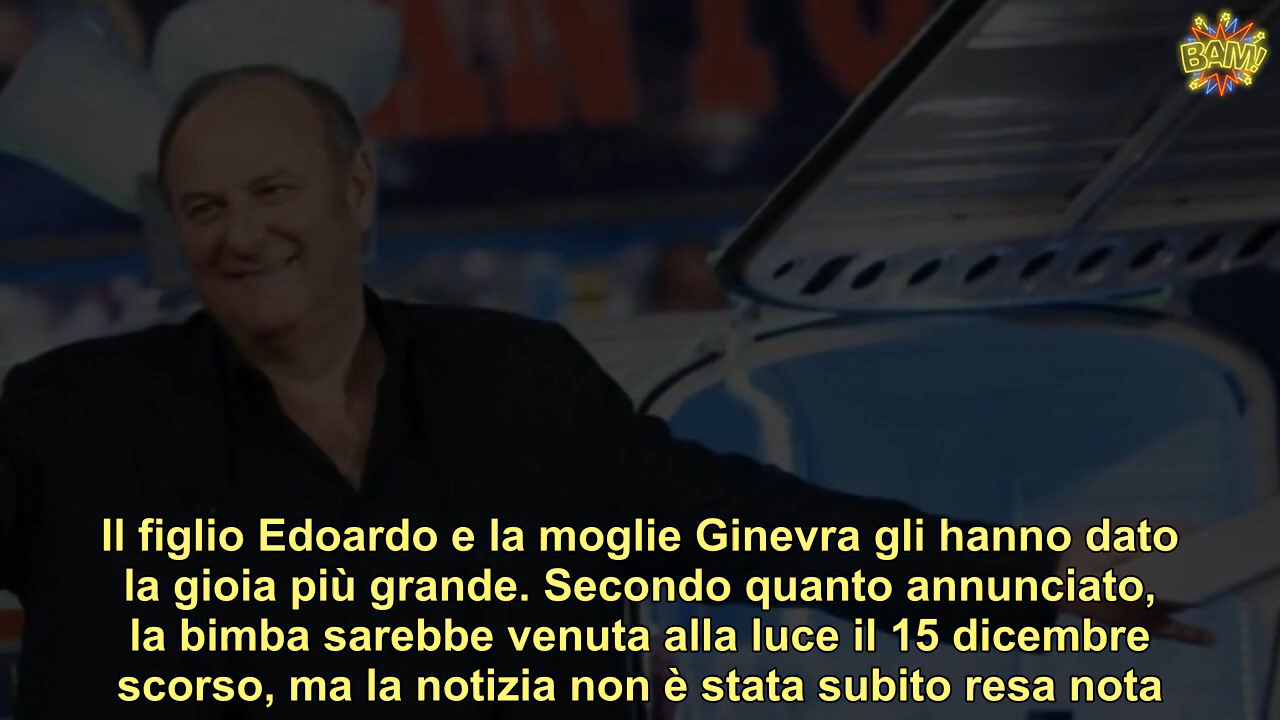 BAM!
Il figlio Edoardo e la moglie Ginevra gli hanno dato
la gioia più grande. Secondo quanto annunciato,
la bimba sarebbe venuta alla luce il 15 dicembre
scorso, ma la notizia non è stata subito resa nota